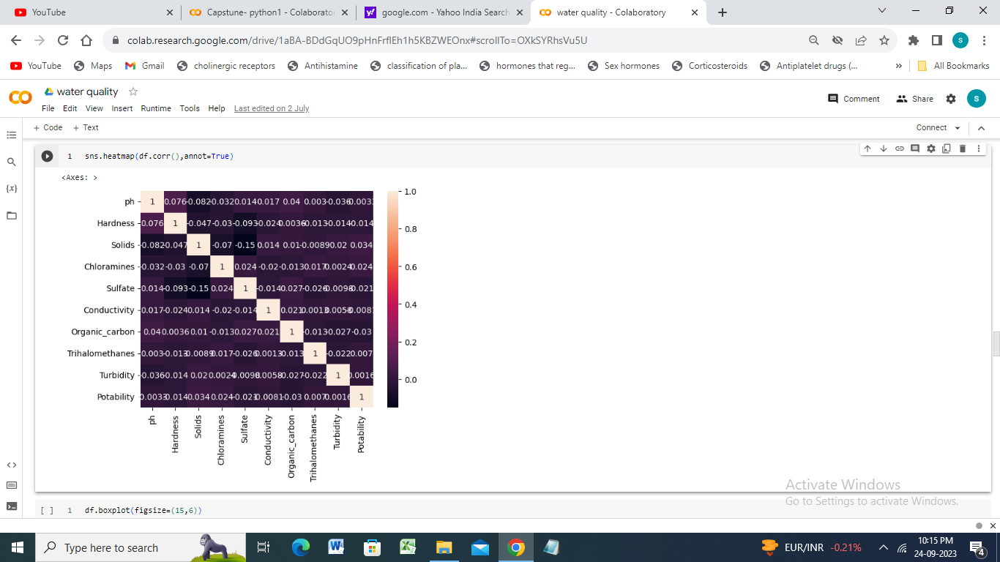 YouTube
Capstune- python1 - Colaborator
google.com - Yahoo India Search
water quality - Colaboratory
colab.research.google.com/drive/1aBA-BDdGqUO9pHnFrflEh1h5KBZWEOnx#scrollTo=OXkSYRhsVu5U
S
YouTube
Maps
Gmail
cholinergic receptors
Antihistamine
classification of pla...
hormones that reg...
Sex hormones
Corticosteroids
Antiplatelet drugs (...
»
All Bookmarks
water quality
File Edit View Insert Runtime Tools Help Last edited on 2 July
Comment
Share
S
+ Code + Text
Connect
{x}
1 sns.heatmap(df.corr(),annot=True)
<Axes: >
ph 1 0.076 -0.082 -0.032 0.014 0.017 0.04 0.003 -0.036 0.0033
Hardness 0.076 1 -0.047 -0.03 -0.093 -0.024 0.0036 -0.013 -0.014 -0.014
Solids -0.082 -0.047 1 -0.07 -0.15 0.014 0.01 -0.0089 0.02 0.034
Chloramines -0.032 -0.03 -0.07 1 0.024 -0.02 -0.013 0.017 0.0024 0.024
Sulfate 0.014 -0.093 -0.15 0.024 1 -0.014 0.027 -0.026 -0.0098 -0.021
Conductivity 0.017 -0.024 0.014 -0.02 -0.014 1 0.021 0.0013 0.0058 -0.0081
Organic_carbon 0.04 0.0036 0.01 -0.013 0.027 0.021 1 -0.013 -0.027 -0.03
Trihalomethanes 0.003 -0.013 -0.0089 0.017 -0.026 0.0013 -0.013 1 -0.022 0.007
Turbidity -0.036 -0.014 0.02 0.0024 -0.0098 0.0058 -0.027 -0.022 1 0.0016
Potability 0.0033 -0.014 0.034 0.024 -0.021 -0.0081 -0.03 0.007 0.0016 1
ph
Hardness
Solids
Chloramines
Sulfate
Conductivity
Organic_carbon
Trihalomethanes
Turbidity
Potability
1.0
0.8
0.6
0.4
0.2
0.0
[ ] 1 df.boxplot(figsize=(15,6))
Activate Windows
Go to Settings to activate Windows.
Type here to search
EUR/INR -0.21%
10:15 PM
24-09-2023
4